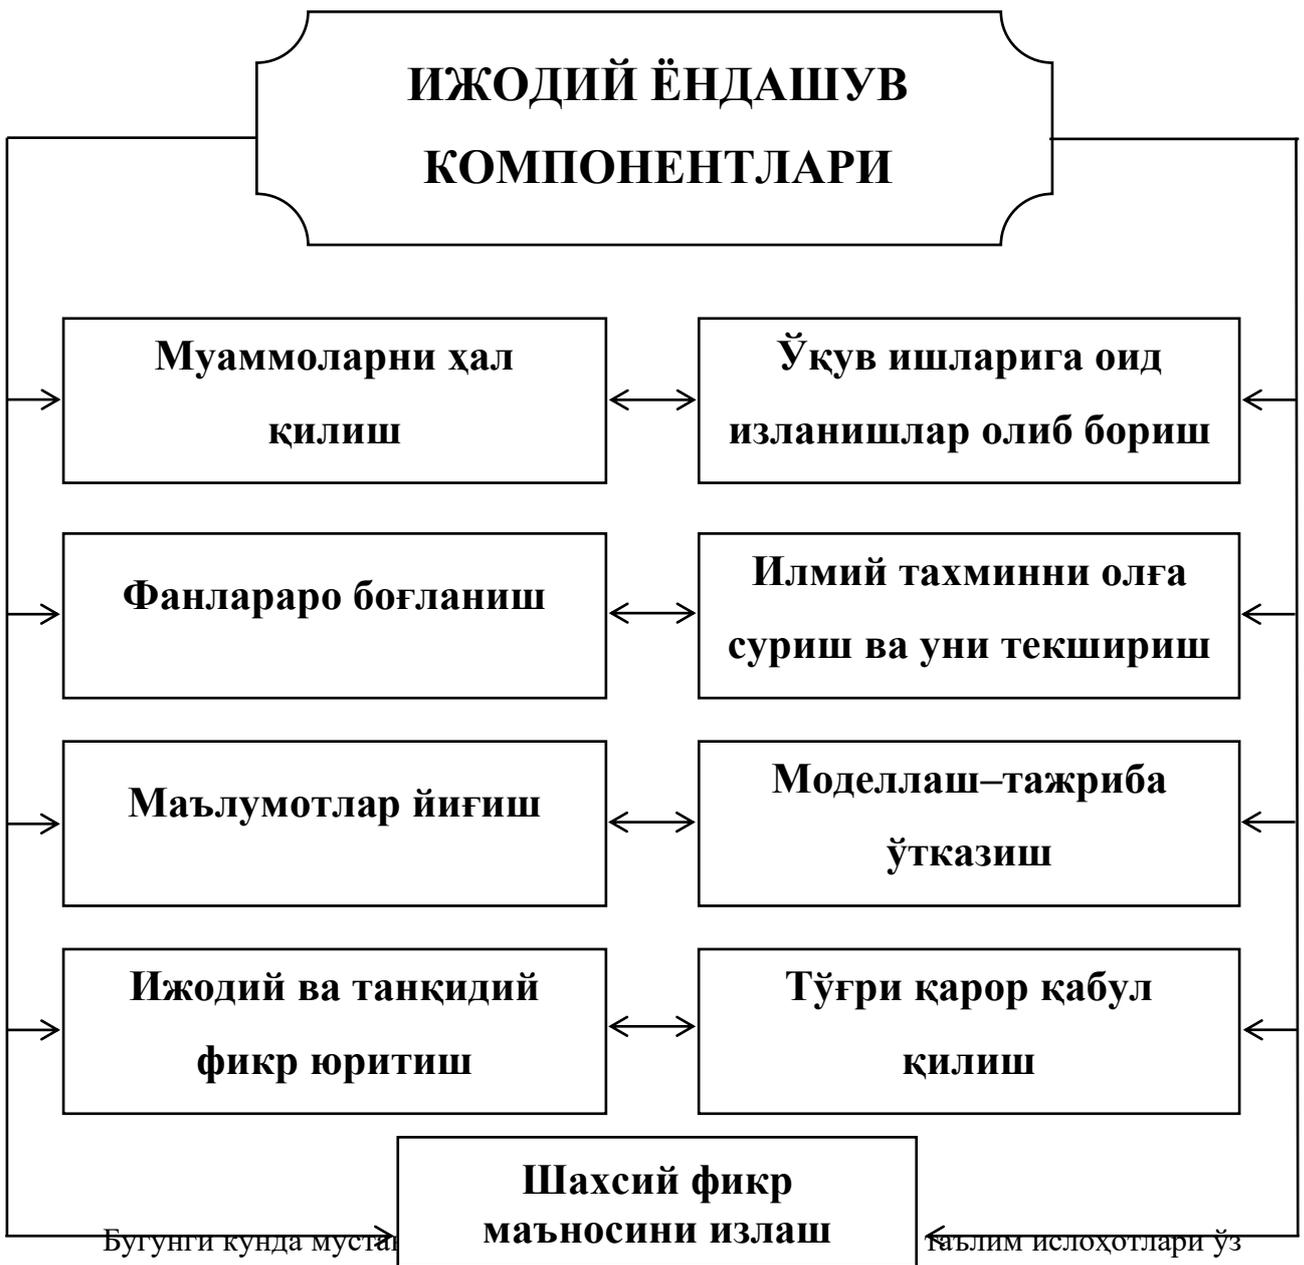 ИЖОДИЙ ЁНДАШУВ
КОМПОНЕНТЛАРИ
Муаммоларни ҳал
қилиш
Ўқув ишларига оид
изланишлар олиб бориш
Фанлараро боғланиш
Илмий тахминни олға
суриш ва уни текшириш
Маълумотлар йиғиш
Моделлаш–тажриба
ўтказиш
Ижодий ва танқидий
фикр юритиш
Тўғри қарор қабул
қилиш
Шахсий фикр
маъносини излаш
Бугунги кунда таълим ислоҳотлари ўз